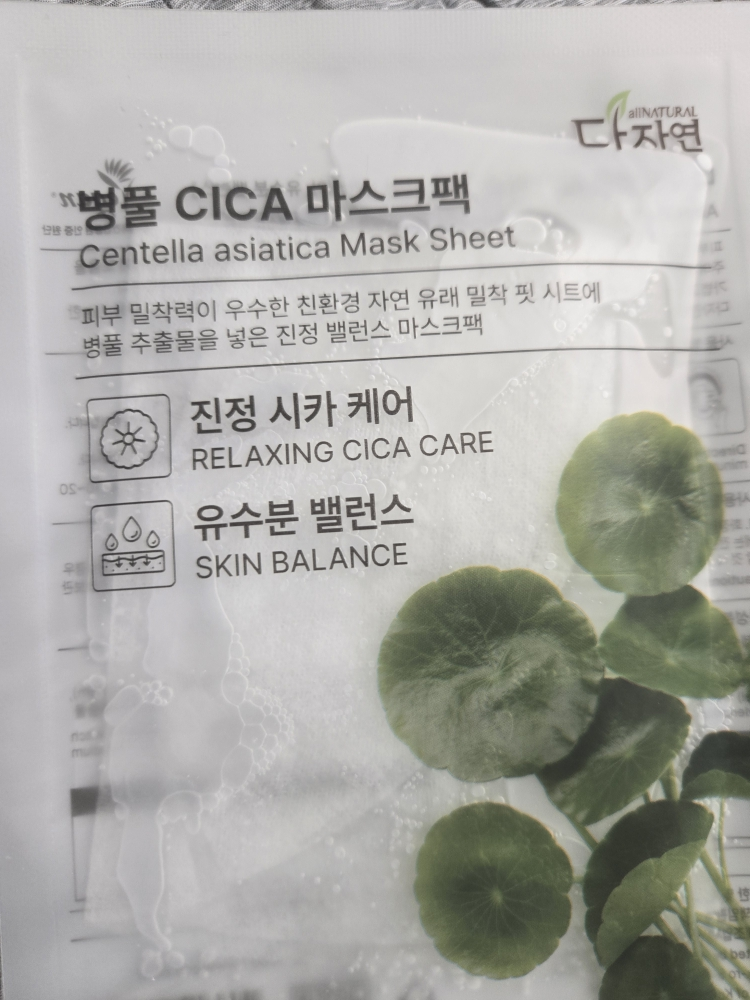 allNATURAL
다자연
병풀 CICA 마스크팩
Centella asiatica Mask Sheet
피부 밀착력이 우수한 친환경 자연 유래 밀착 핏 시트에
병풀 추출물을 넣은 진정 밸런스 마스크팩
진정 시카 케어
RELAXING CICA CARE
유수분 밸런스
SKIN BALANCE